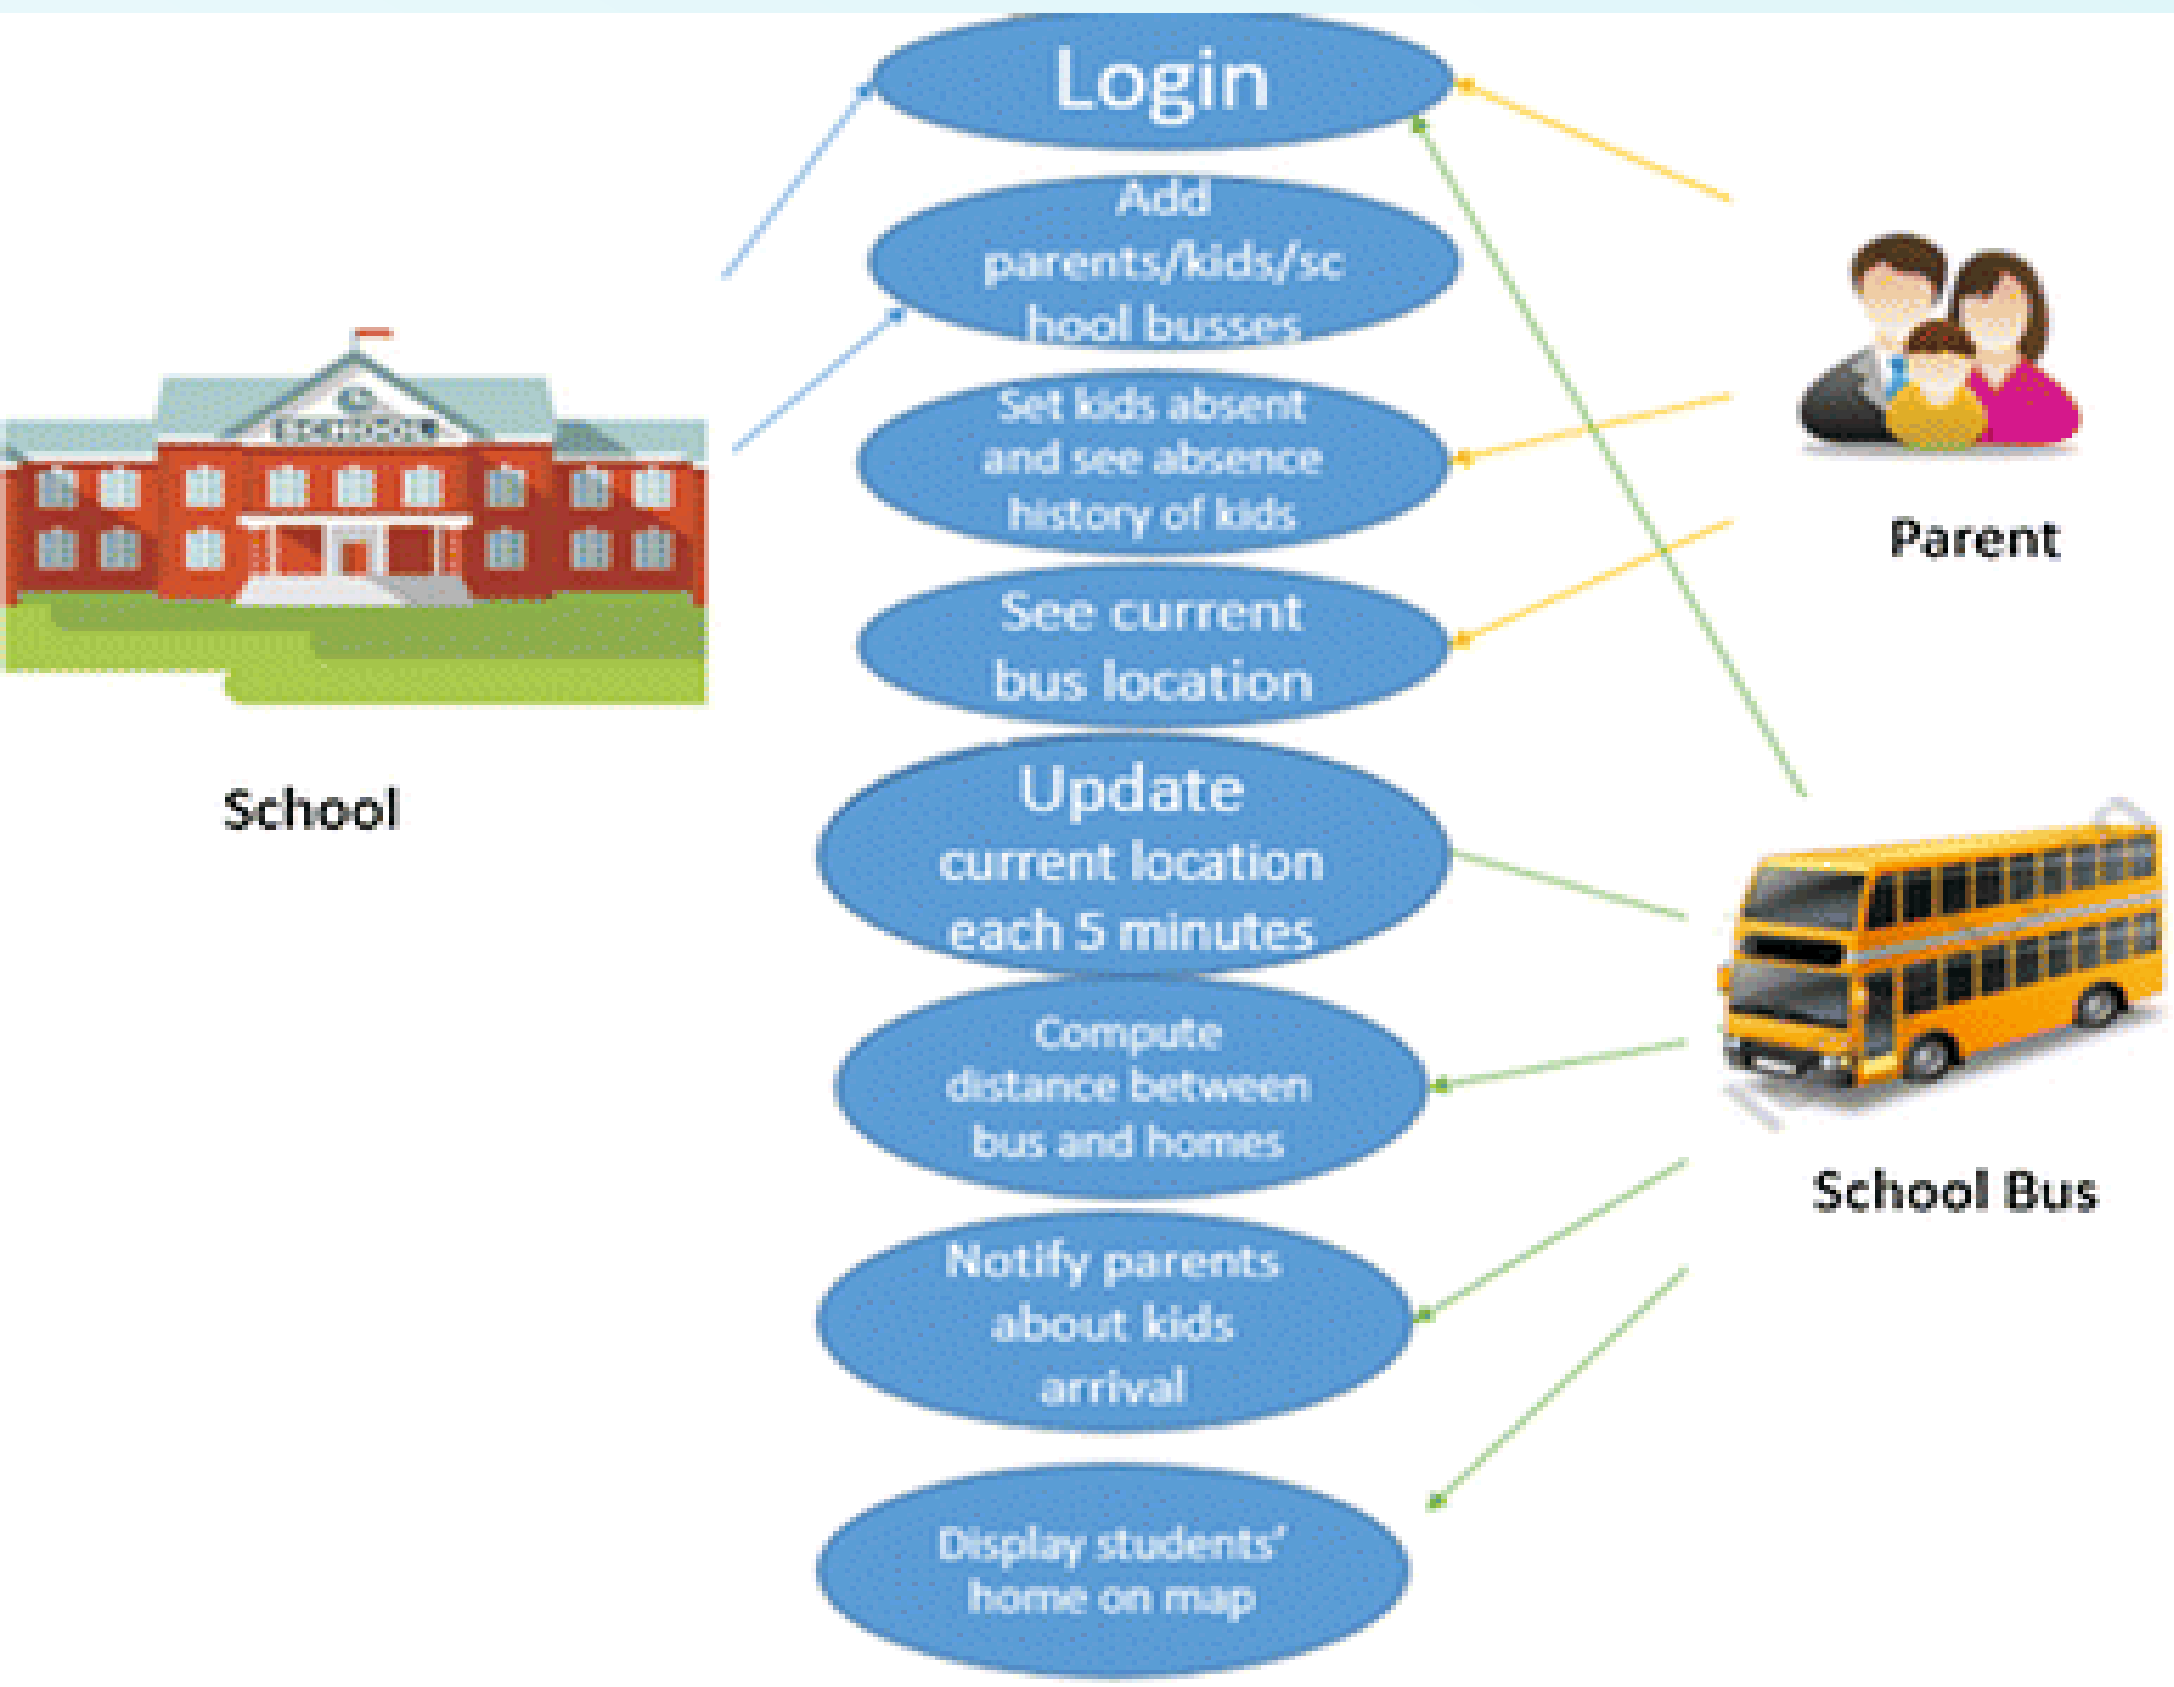 Login
Add
parents/kids/sc
hool busses
Set kids absent
and see absence
history of kids
See current
bus location
Update
current location
each 5 minutes
Compute
distance between
bus and homes
Notify parents
about kids
arrival
Display students'
home on map
SCHOOL
School
Parent
School Bus